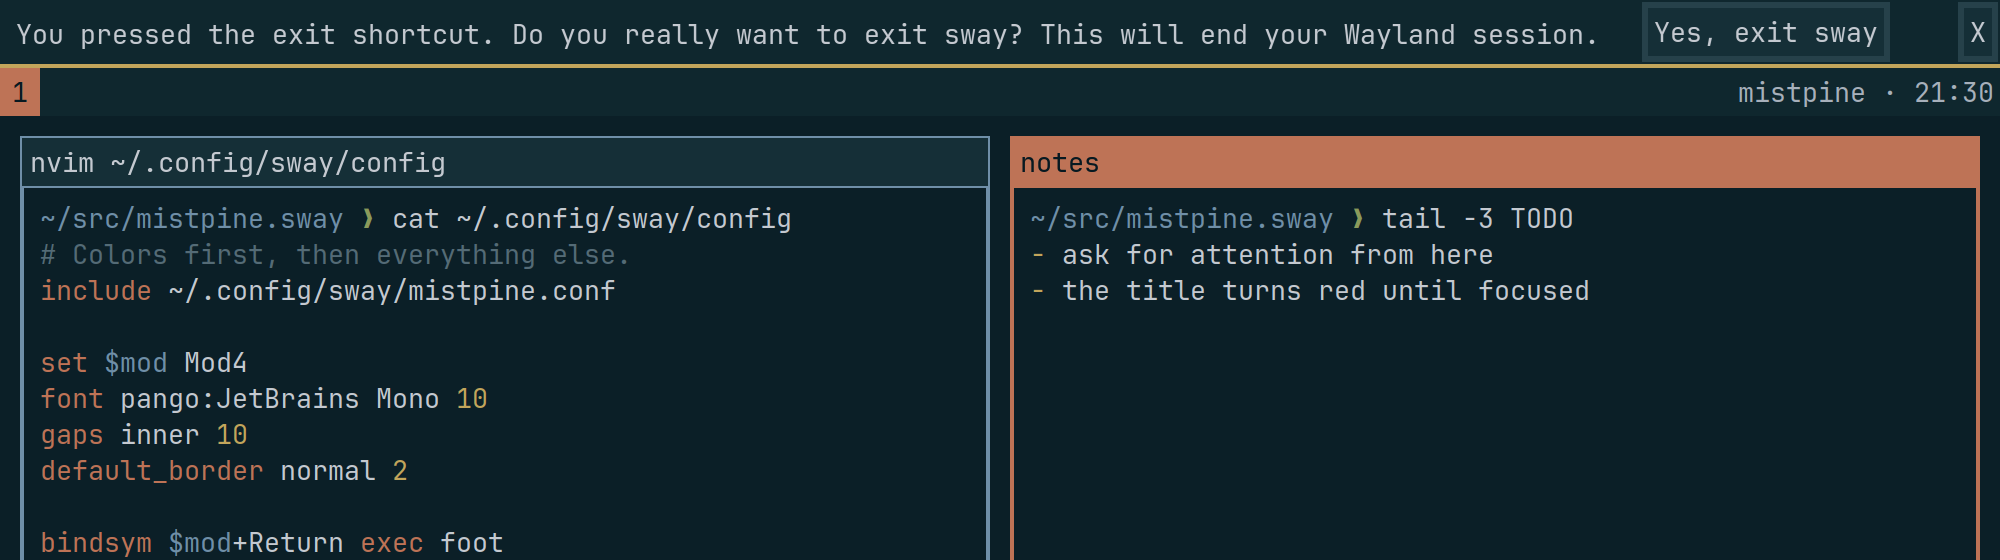 You pressed the exit shortcut. Do you really want to exit sway? This will end your Wayland session. Yes, exit sway X
1 mistpine · 21:30
nvim ~/.config/sway/config
~/src/mistpine.sway ❱ cat ~/.config/sway/config
# Colors first, then everything else.
include ~/.config/sway/mistpine.conf
set $mod Mod4
font pango:JetBrains Mono 10
gaps inner 10
default_border normal 2
bindsym $mod+Return exec foot
notes
~/src/mistpine.sway ❱ tail -3 TODO
- ask for attention from here
- the title turns red until focused